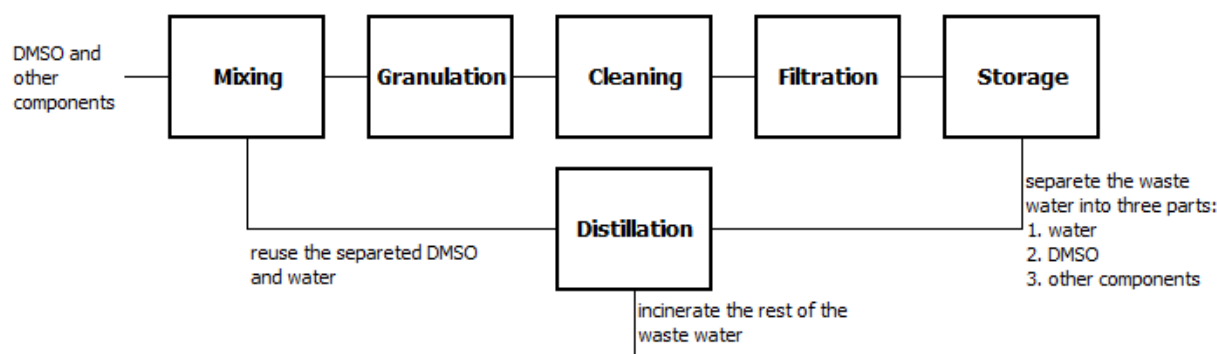 DMSO and
other
components
Mixing
Granulation
Cleaning
Filtration
Storage
Distillation
separete the waste
water into three parts:
1. water
2. DMSO
3. other components
reuse the separeted DMSO
and water
incinerate the rest of the
waste water